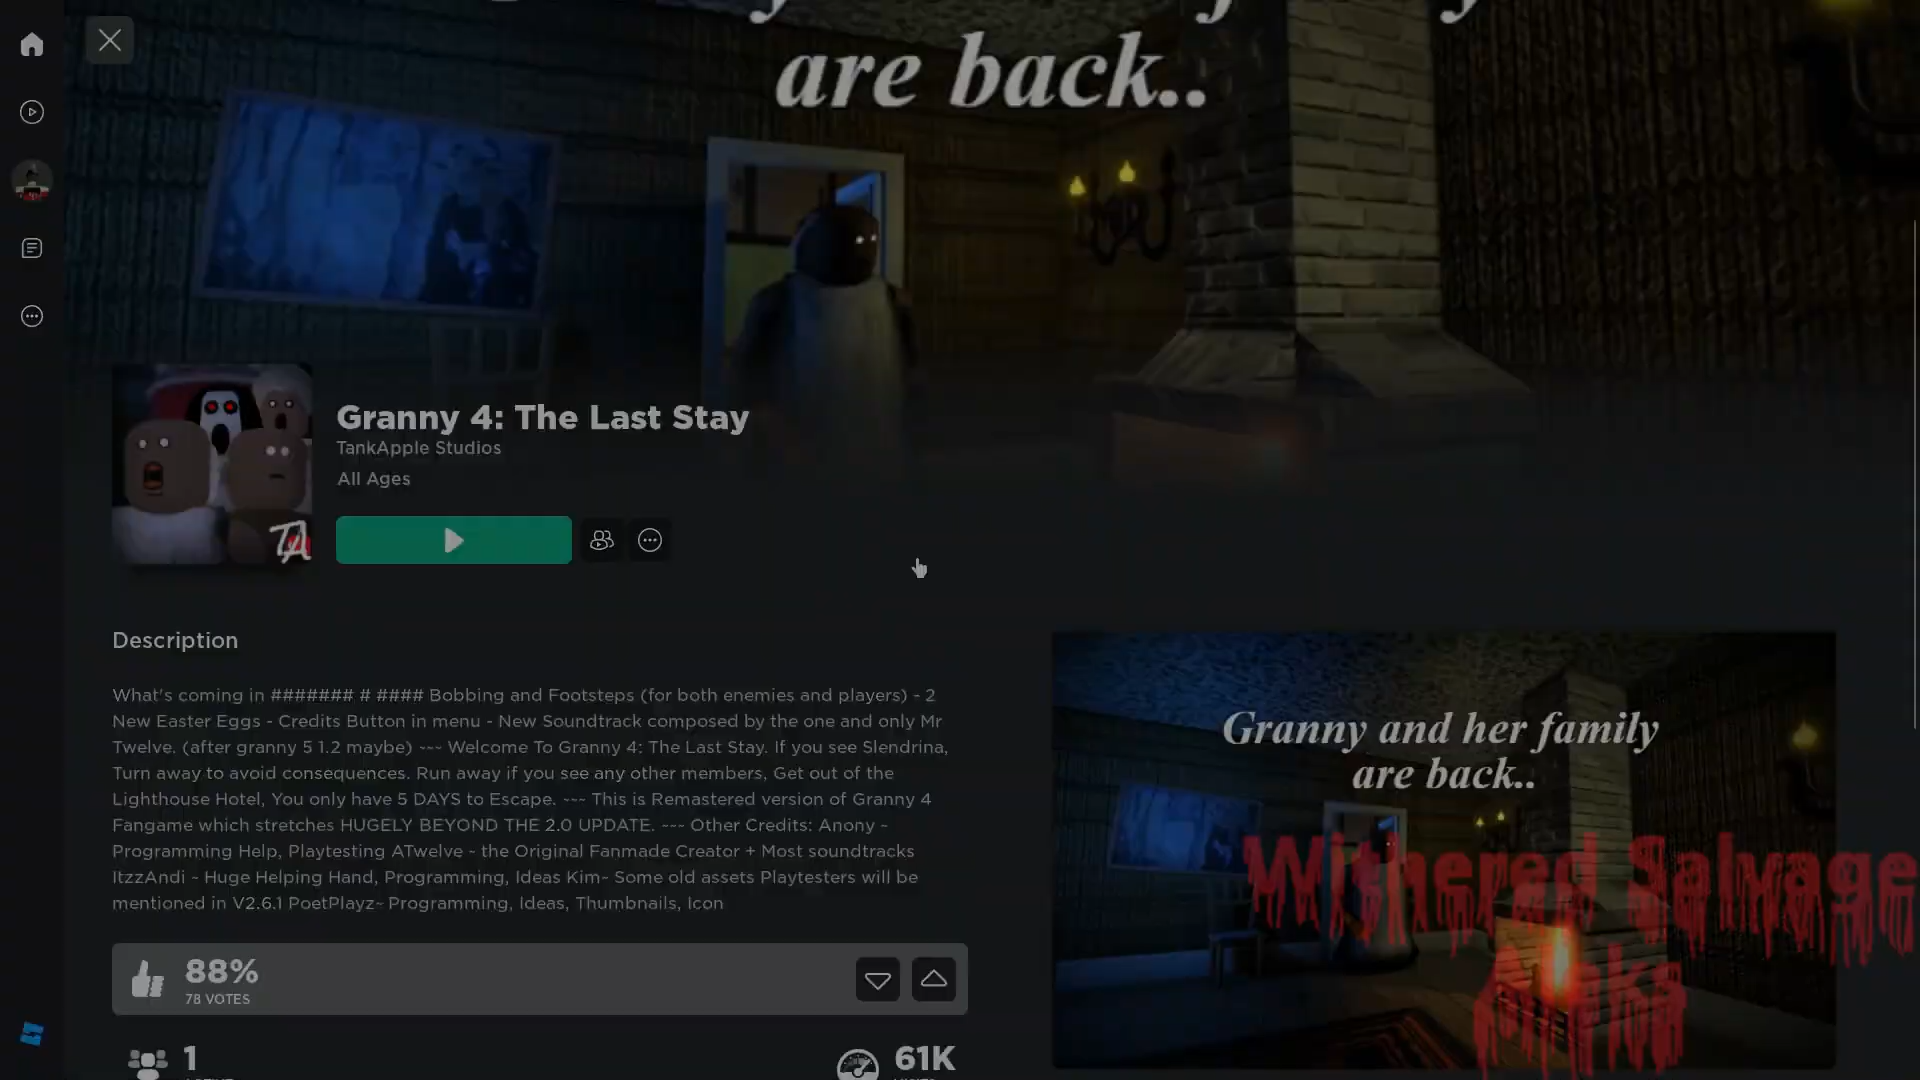 are back..
Granny 4: The Last Stay
TankApple Studios
All Ages
TA
Description
What's coming in ####### # #### Bobbing and Footsteps (for both enemies and players) - 2
New Easter Eggs - Credits Button in menu - New Soundtrack composed by the one and only Mr
Twelve. (after granny 5 1.2 maybe) ~~~ Welcome To Granny 4: The Last Stay. If you see Slendrina,
Turn away to avoid consequences. Run away if you see any other members, Get out of the
Lighthouse Hotel, You only have 5 DAYS to Escape. ~~~ This is Remastered version of Granny 4
Fangame which stretches HUGELY BEYOND THE 2.0 UPDATE. ~~~ Other Credits: Anony ~
Programming Help, Playtesting ATwelve ~ the Original Fanmade Creator + Most soundtracks
ItzzAndi ~ Huge Helping Hand, Programming, Ideas Kim~ Some old assets Playtesters will be
mentioned in V2.6.1 PoetPlayz~ Programming, Ideas, Thumbnails, Icon
Granny and her family
are back..
Withered Salvage
88%
78 VOTES
1
61K